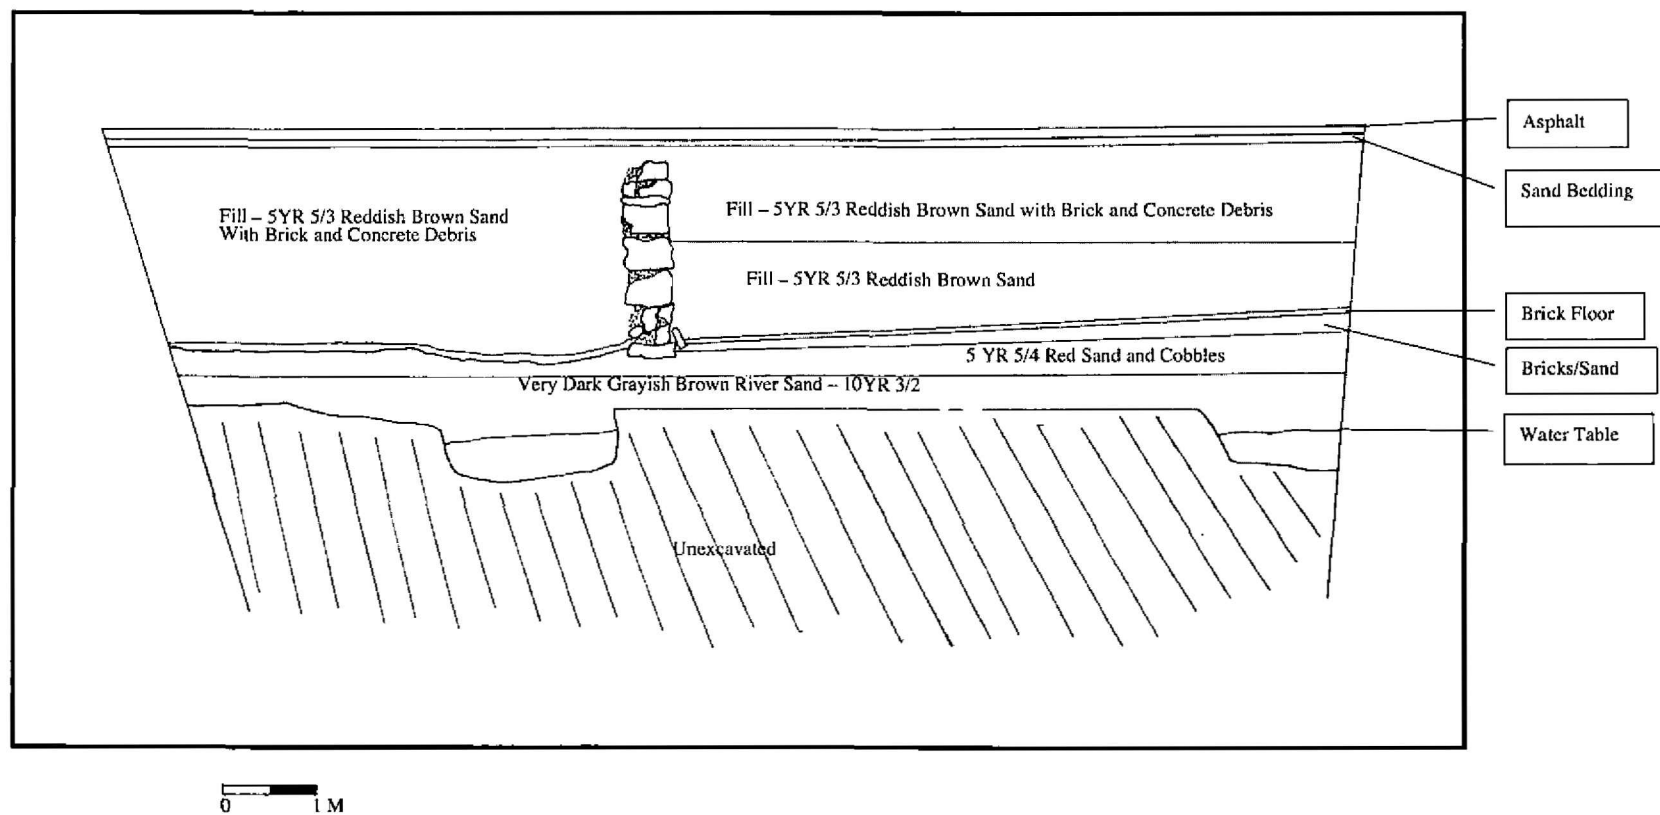 Asphalt
Sand Bedding
Fill – 5YR 5/3 Reddish Brown Sand
With Brick and Concrete Debris
Fill – 5YR 5/3 Reddish Brown Sand with Brick and Concrete Debris
Fill – 5YR 5/3 Reddish Brown Sand
Brick Floor
5 YR 5/4 Red Sand and Cobbles
Bricks/Sand
Very Dark Grayish Brown River Sand – 10YR 3/2
Water Table
Unexcavated
0 1 M